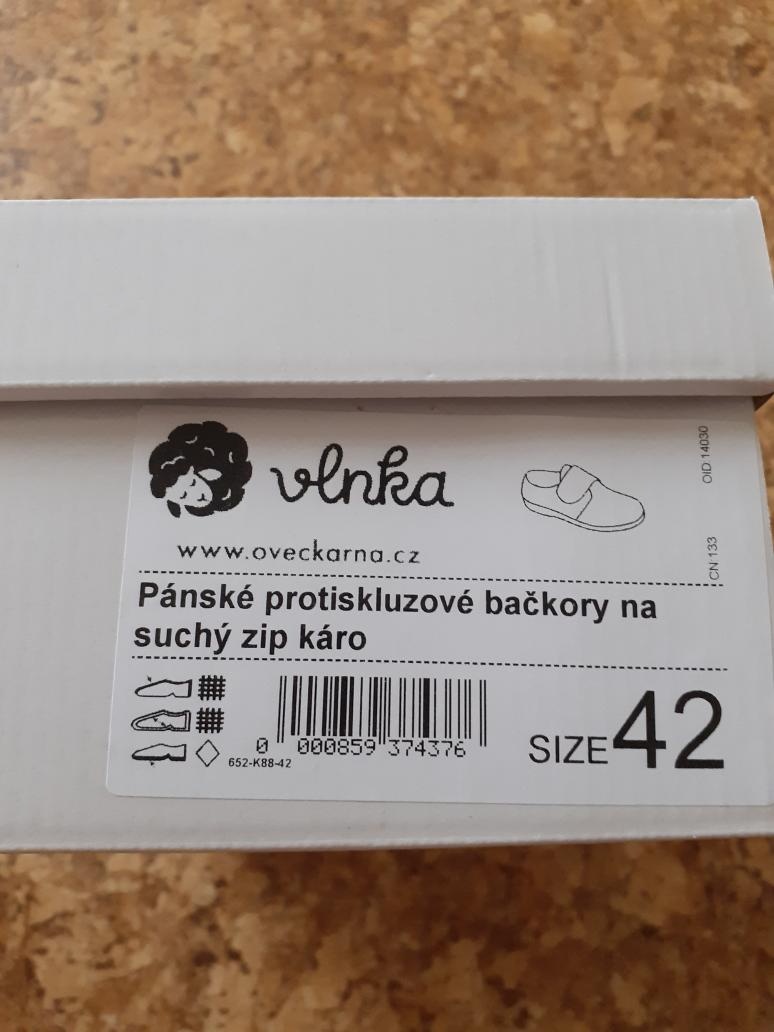 vlnka
www.oveckarna.cz
OID 14030
CN 133
Pánské protiskluzové bačkory na
suchý zip káro
0 000859 374376
652-K88-42
SIZE 42